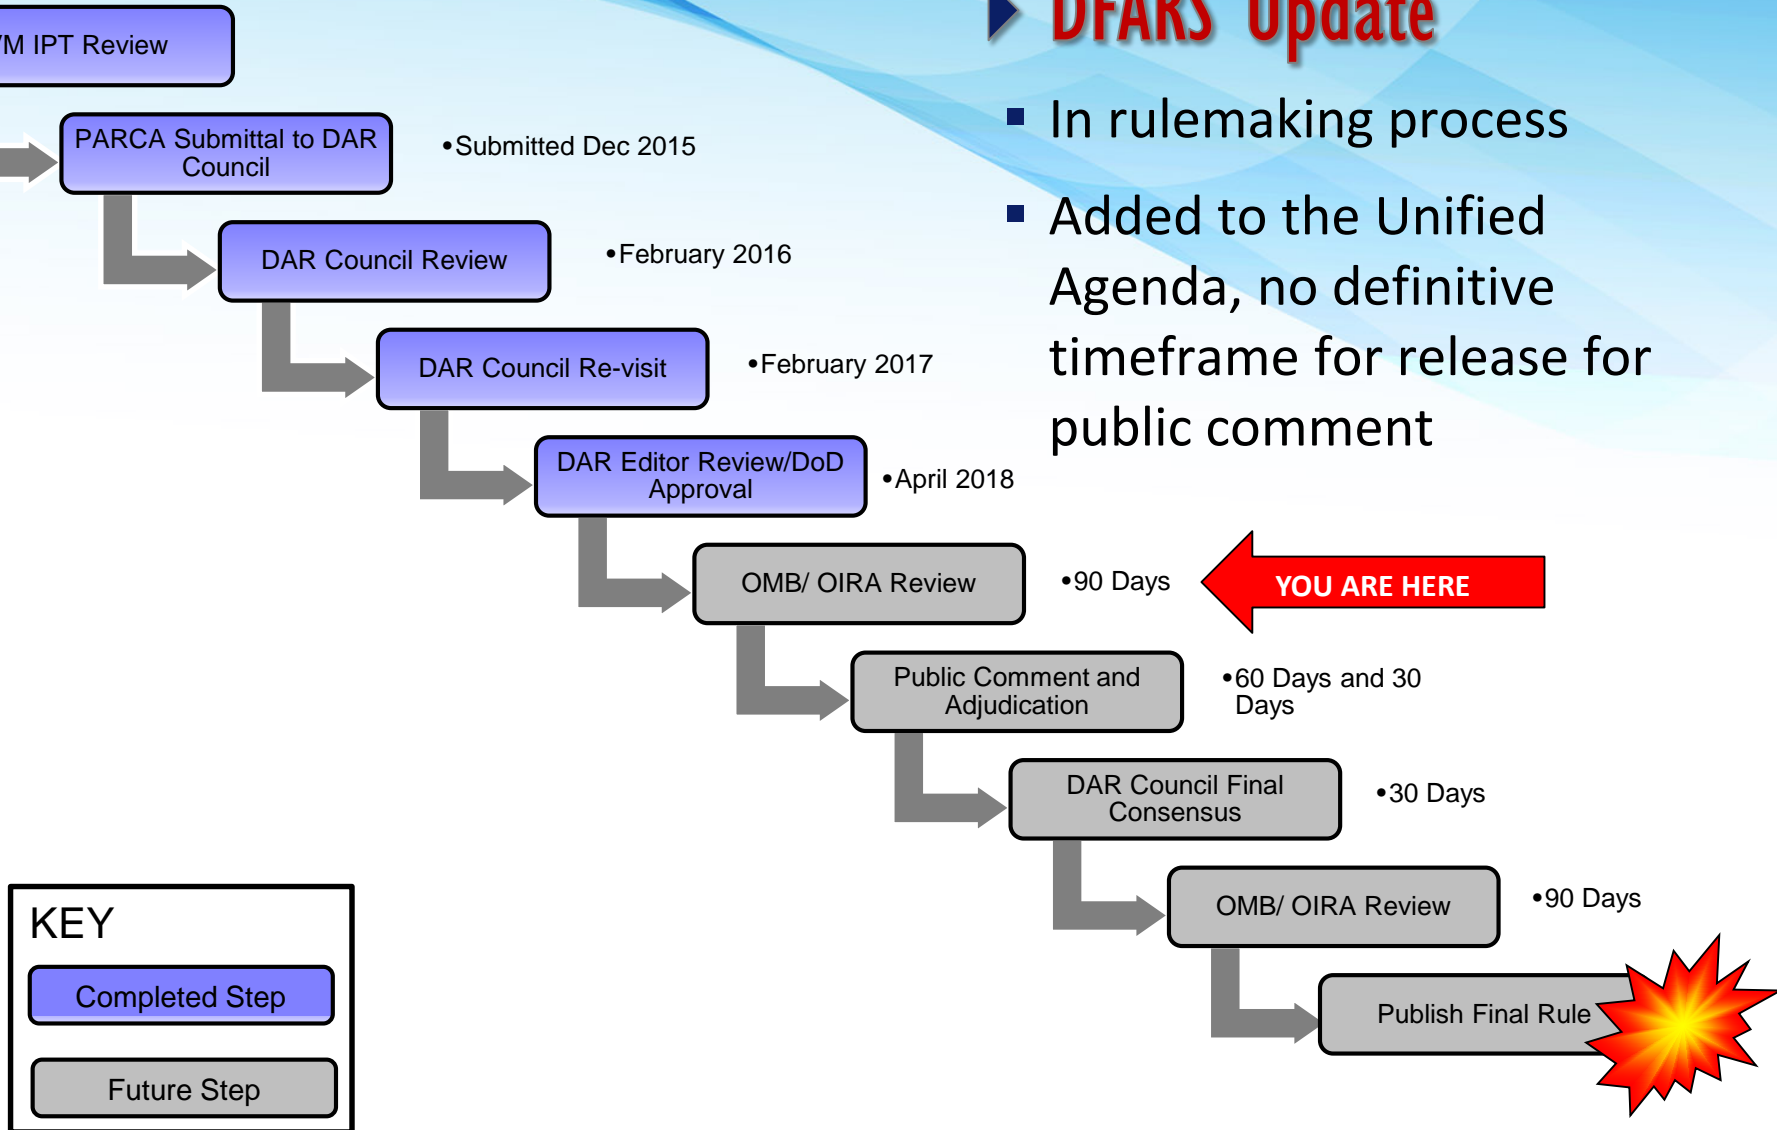 DFARS Update
▪ In rulemaking process
▪ Added to the Unified
Agenda, no definitive
timeframe for release for
public comment
IPT Review
PARCA Submittal to DAR
Council
•Submitted Dec 2015
DAR Council Review
•February 2016
DAR Council Re-visit
•February 2017
DAR Editor Review/DoD
Approval
•April 2018
OMB/ OIRA Review
•90 Days
YOU ARE HERE
Public Comment and
Adjudication
•60 Days and 30
Days
DAR Council Final
Consensus
•30 Days
OMB/ OIRA Review
•90 Days
Publish Final Rule
KEY
Completed Step
Future Step